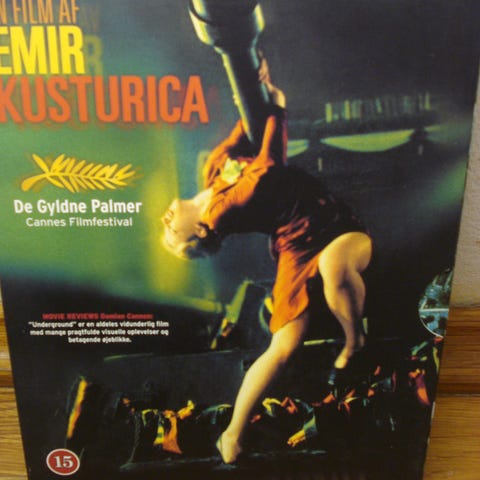 N FILM AF
EMIR
KUSTURICA
De Gyldne Palmer
Cannes Filmfestival
MOVIE REVIEWS Damian Cannon:
"Underground" er en aldeles vidunderlig film
med mange pragtfulde visuelle oplevelser og
betagende øjeblikke.
15